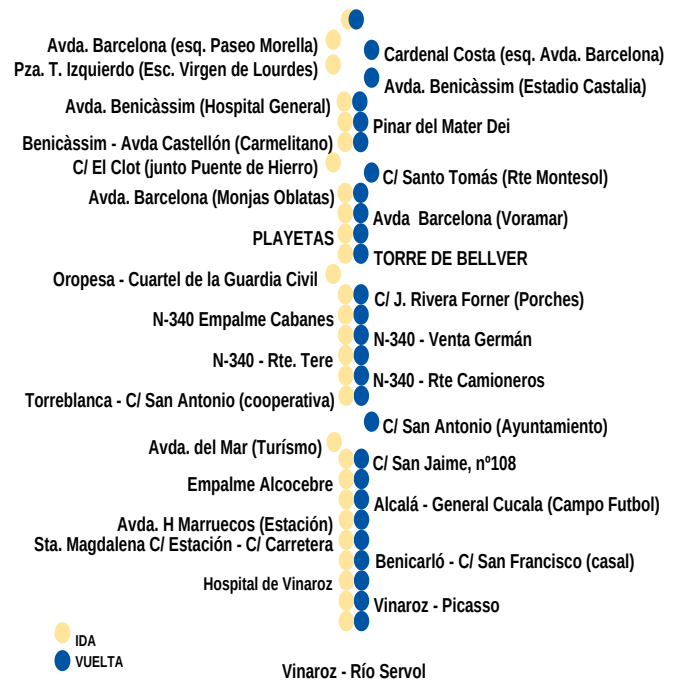 Avda. Barcelona (esq. Paseo Morella)
Cardenal Costa (esq. Avda. Barcelona)
Pza. T. Izquierdo (Esc. Virgen de Lourdes)
Avda. Benicàssim (Estadio Castalia)
Avda. Benicàssim (Hospital General)
Pinar del Mater Dei
Benicàssim - Avda Castellón (Carmelitano)
C/ El Clot (junto Puente de Hierro)
C/ Santo Tomás (Rte Montesol)
Avda. Barcelona (Monjas Oblatas)
Avda Barcelona (Voramar)
PLAYETAS
TORRE DE BELLVER
Oropesa - Cuartel de la Guardia Civil
C/ J. Rivera Forner (Porches)
N-340 Empalme Cabanes
N-340 - Venta Germán
N-340 - Rte. Tere
N-340 - Rte Camioneros
Torreblanca - C/ San Antonio (cooperativa)
C/ San Antonio (Ayuntamiento)
Avda. del Mar (Turísmo)
C/ San Jaime, nº108
Empalme Alcocebre
Alcalá - General Cucala (Campo Futbol)
Avda. H Marruecos (Estación)
Sta. Magdalena C/ Estación - C/ Carretera
Benicarló - C/ San Francisco (casal)
Hospital de Vinaroz
Vinaroz - Picasso
IDA
VUELTA
Vinaroz - Río Servol